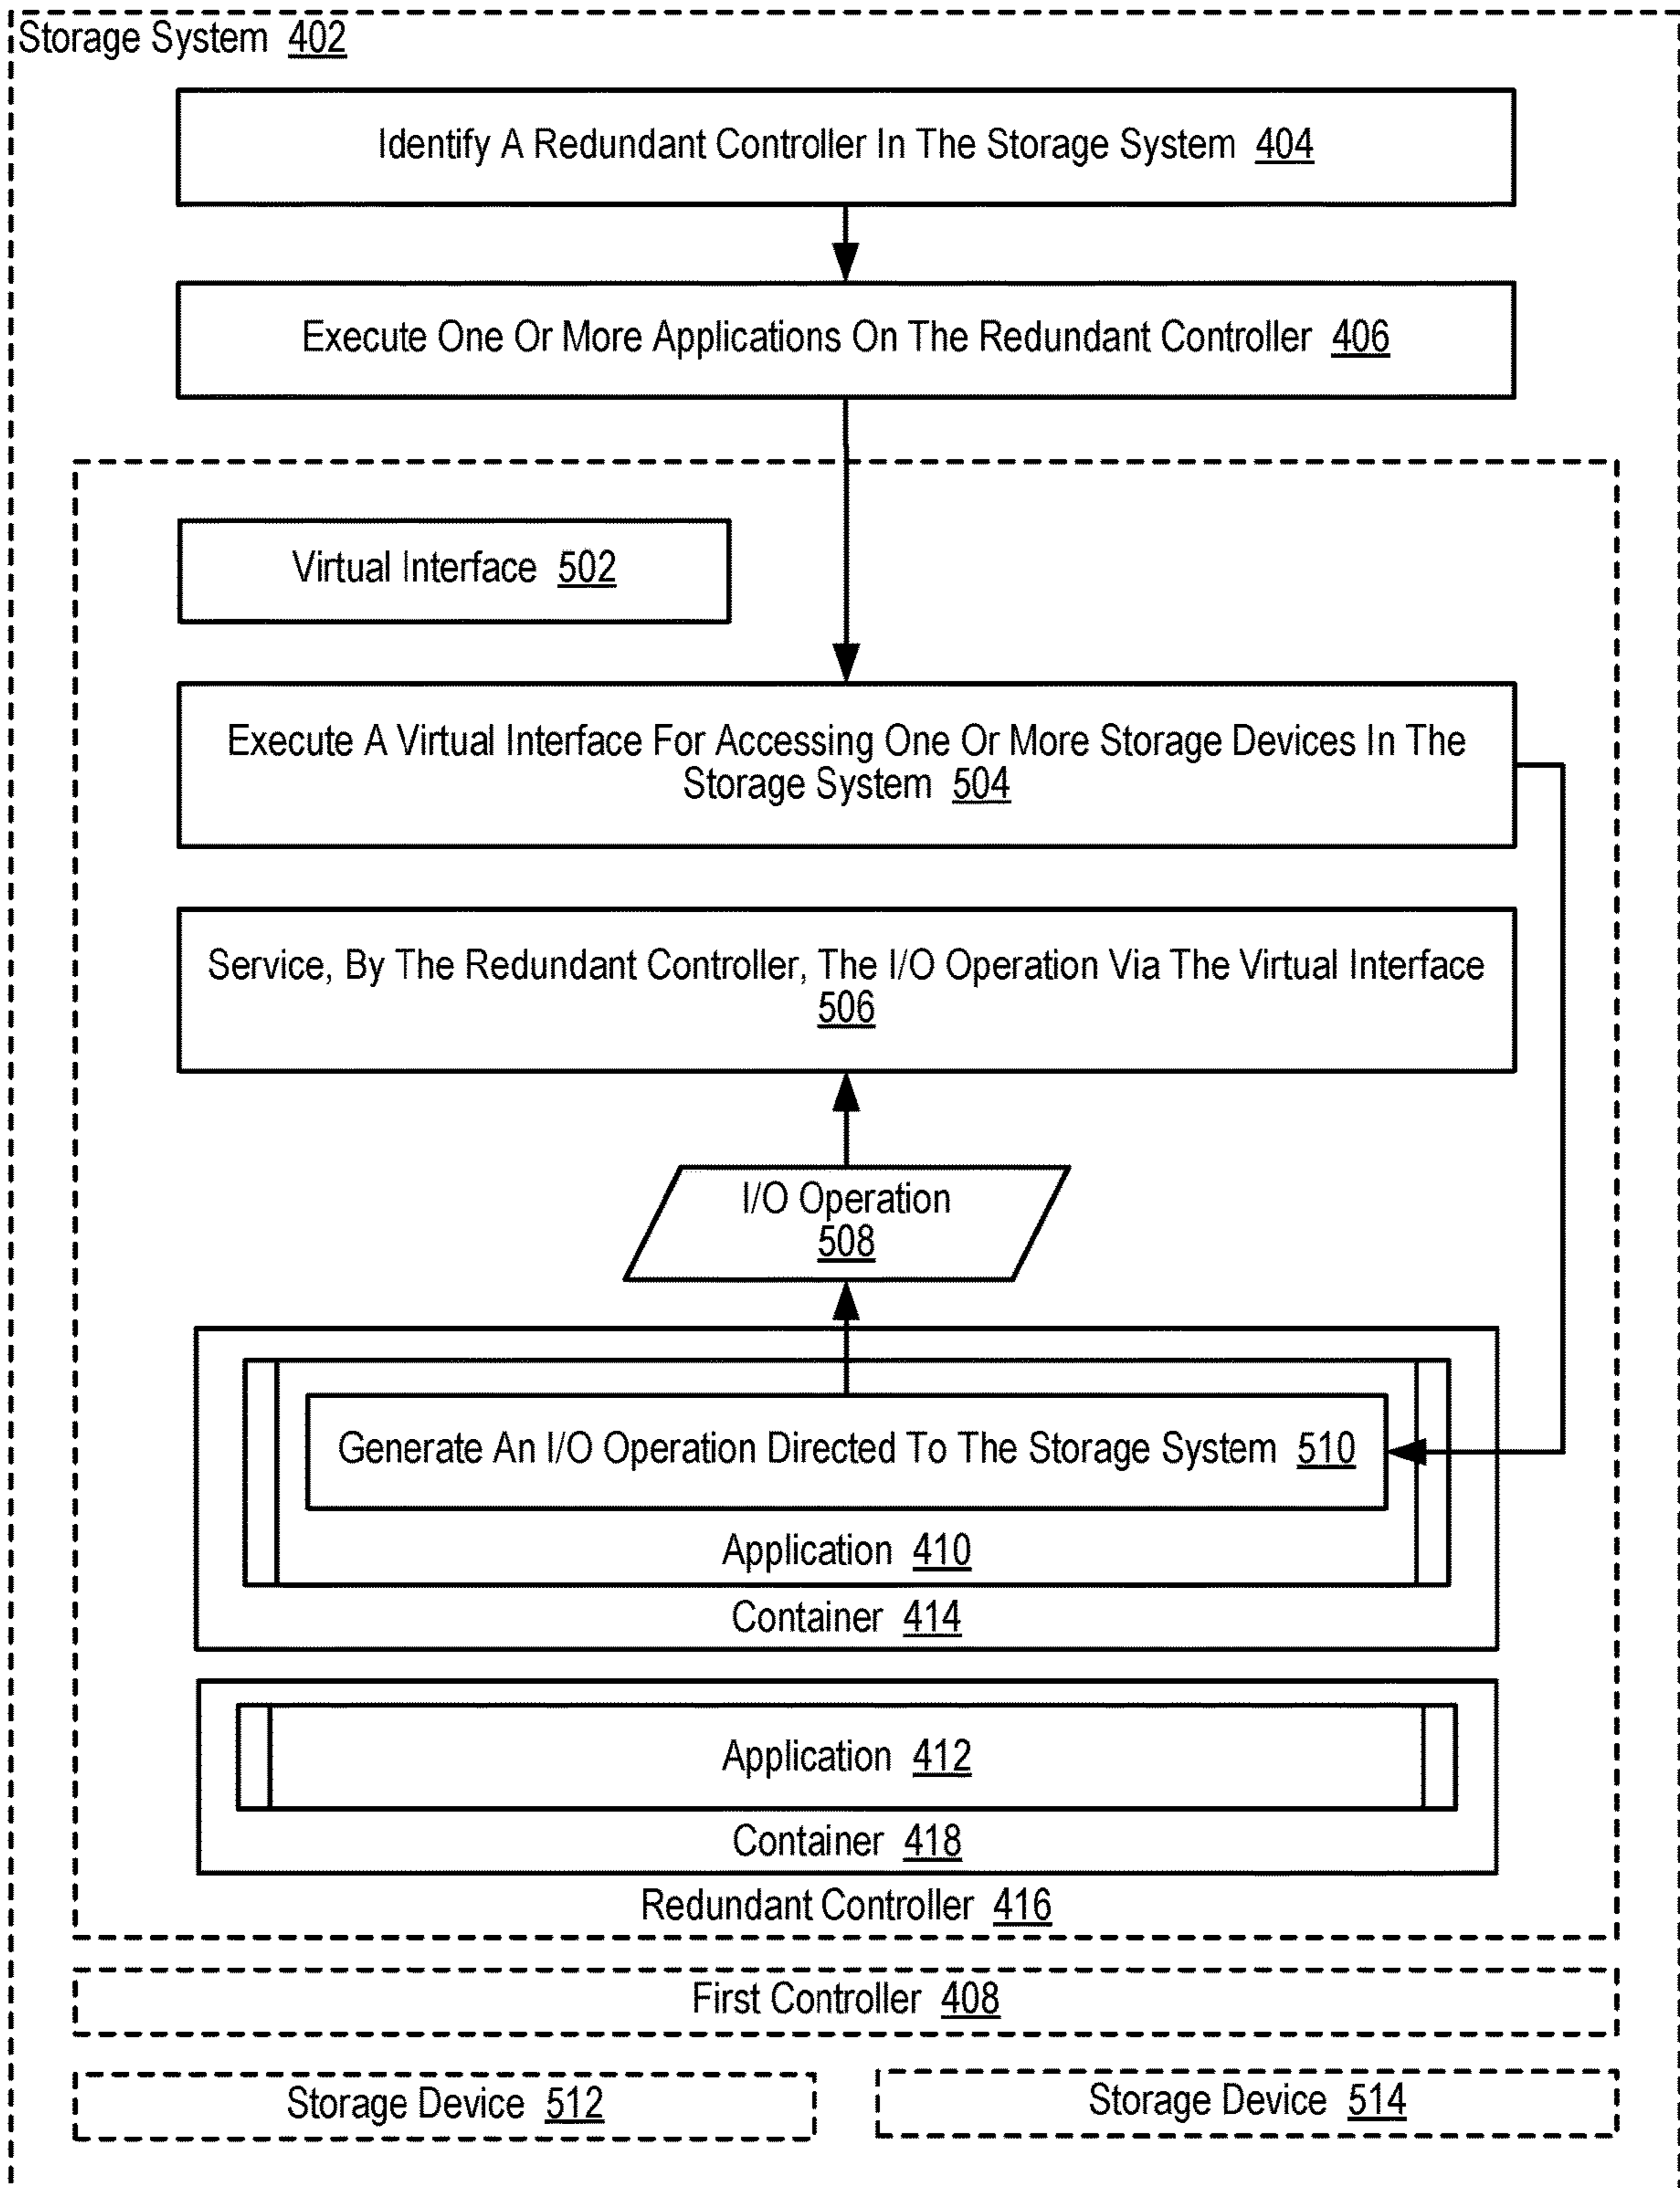 Storage System 402
Identify A Redundant Controller In The Storage System 404
Execute One Or More Applications On The Redundant Controller 406
Virtual Interface 502
Execute A Virtual Interface For Accessing One Or More Storage Devices In The
Storage System 504
Service, By The Redundant Controller, The I/O Operation Via The Virtual Interface
506
I/O Operation
508
Generate An I/O Operation Directed To The Storage System 510
Application 410
Container 414
Application 412
Container 418
Redundant Controller 416
First Controller 408
Storage Device 512
Storage Device 514